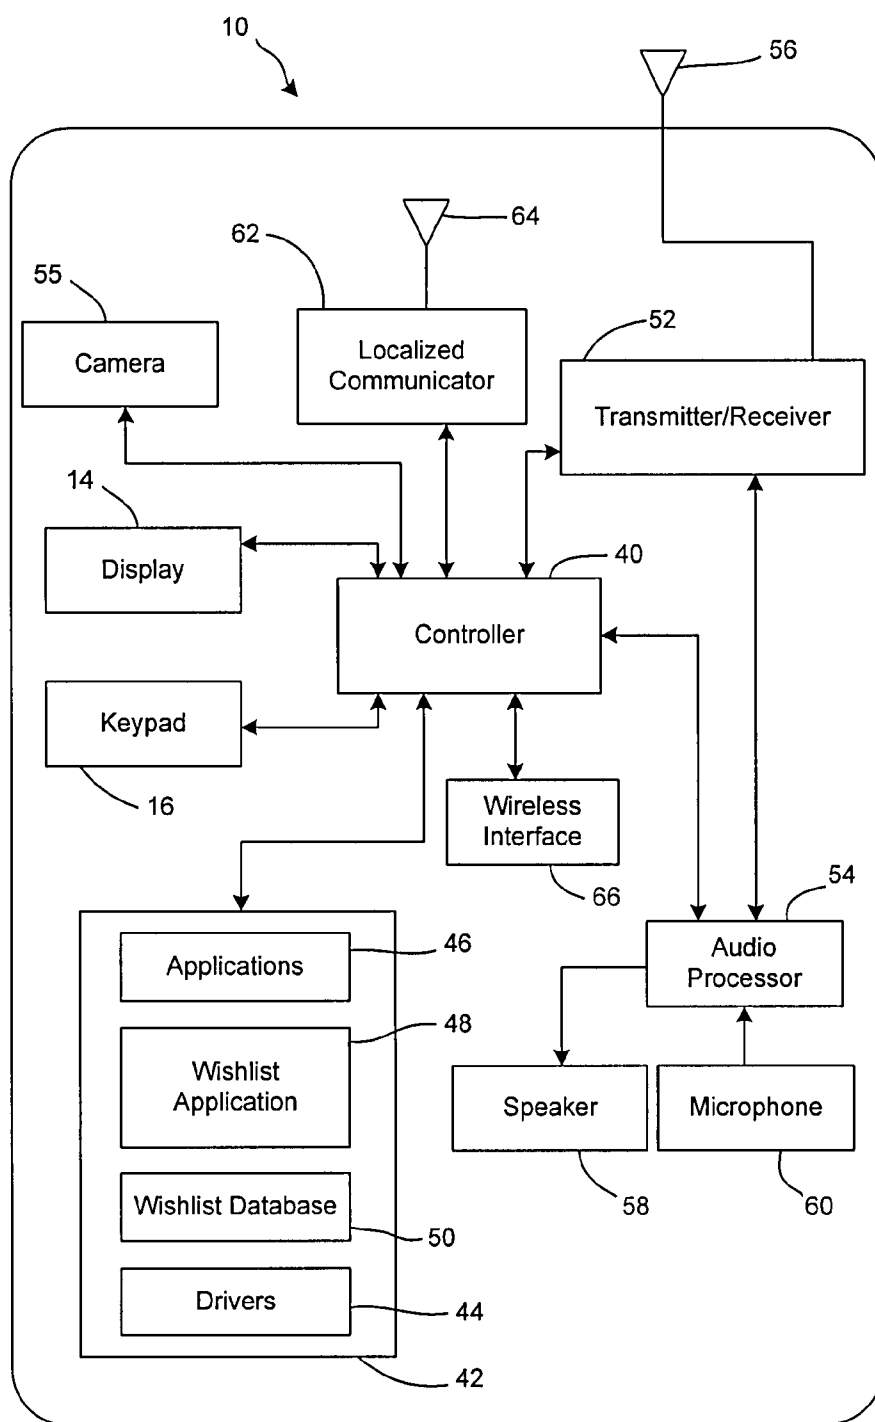 10
56
64
62
55
52
Camera
Localized
Communicator
Transmitter/Receiver
14
Display
40
Controller
Keypad
16
Wireless
Interface
66
54
Audio
Processor
46
Applications
48
Wishlist
Application
Speaker
Microphone
58
60
Wishlist Database
50
Drivers
44
42